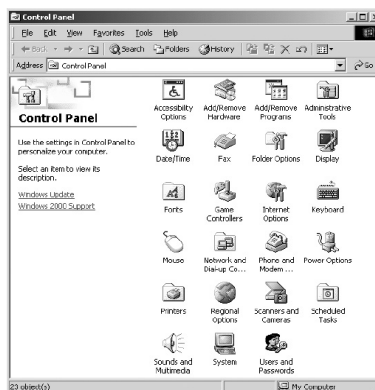 Control Panel
File Edit View Favorites Tools Help
Back Search Folders History
Address Control Panel Go
Control Panel
Use the settings in Control Panel to
personalize your computer.
Select an item to view its
description.
Windows Update
Windows 2000 Support
Accessibility
Options
Add/Remove
Hardware
Add/Remove
Programs
Administrative
Tools
Date/Time
Fax
Folder Options
Display
Fonts
Game
Controllers
Internet
Options
Keyboard
Mouse
Network and
Dial-up Co...
Phone and
Modem ...
Power Options
Printers
Regional
Options
Scanners and
Cameras
Scheduled
Tasks
Sounds and
Multimedia
System
Users and
Passwords
23 object(s) My Computer